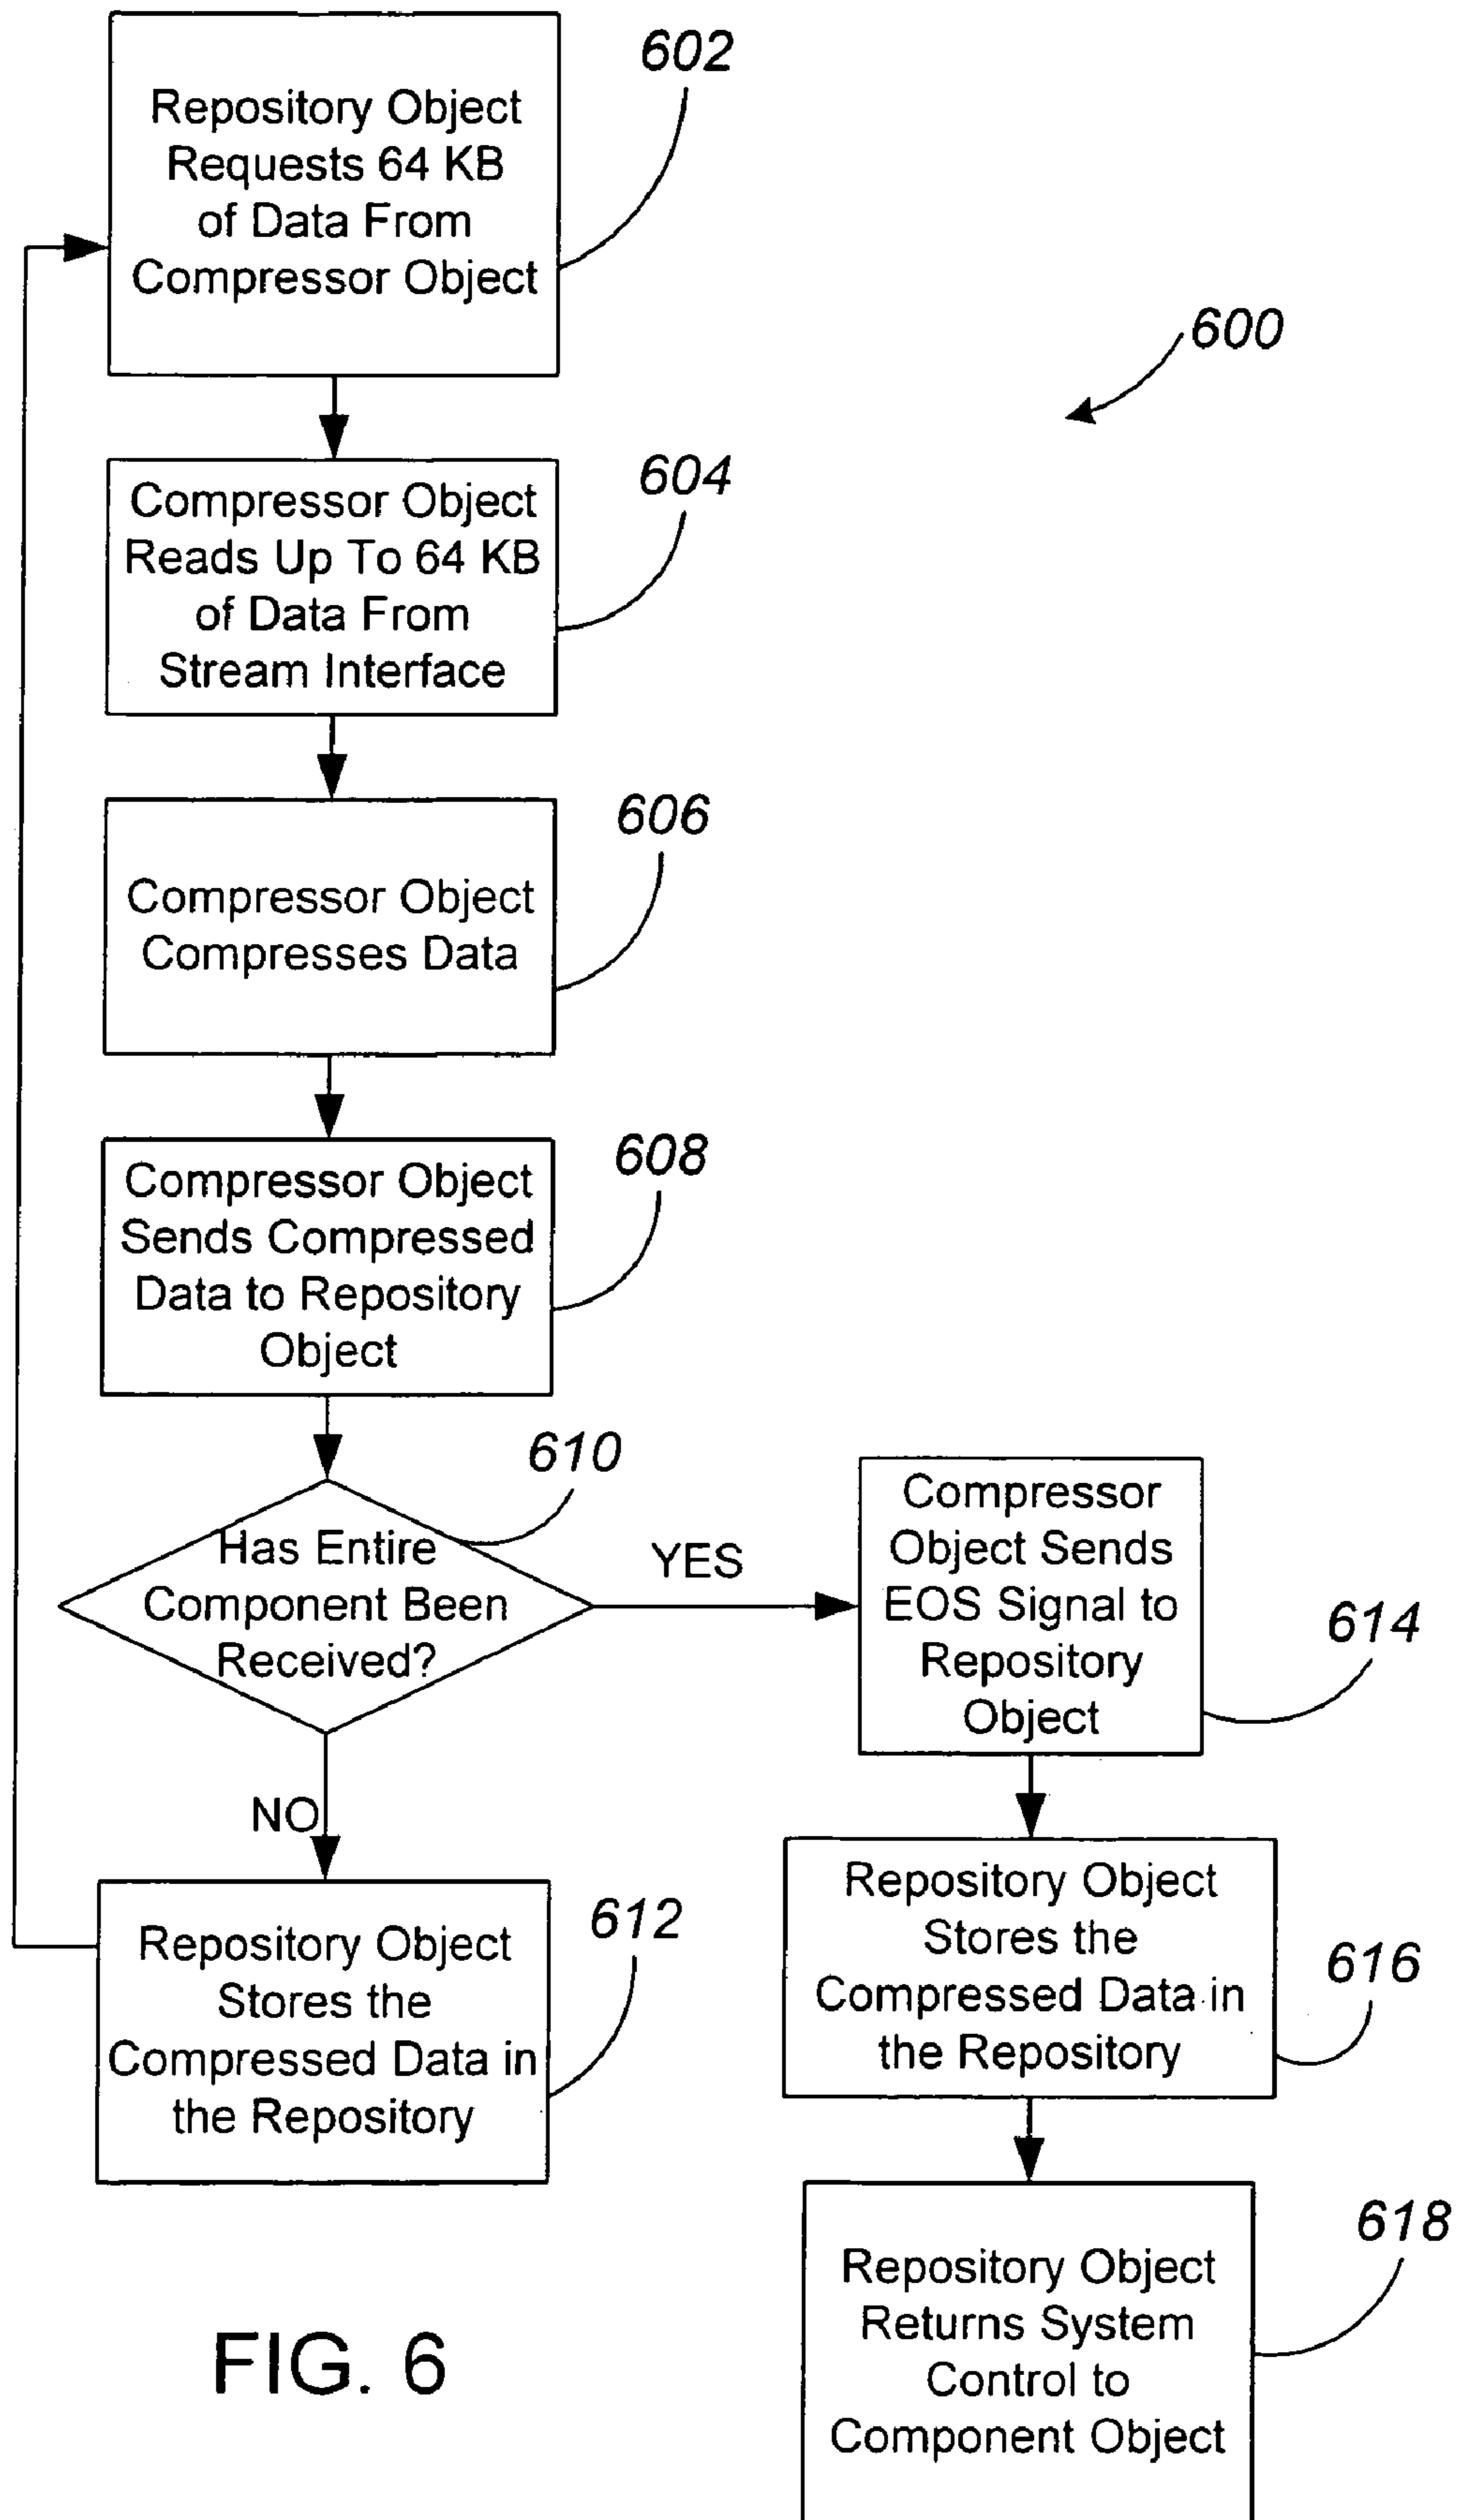 602
Repository Object
Requests 64 KB
of Data From
Compressor Object
600
604
Compressor Object
Reads Up To 64 KB
of Data From
Stream Interface
606
Compressor Object
Compresses Data
608
Compressor Object
Sends Compressed
Data to Repository
Object
610
Has Entire
Component Been
Received?
YES
NO
612
Repository Object
Stores the
Compressed Data in
the Repository
Compressor
Object Sends
EOS Signal to
Repository
Object
614
Repository Object
Stores the
Compressed Data in
the Repository
616
Repository Object
Returns System
Control to
Component Object
618
FIG. 6